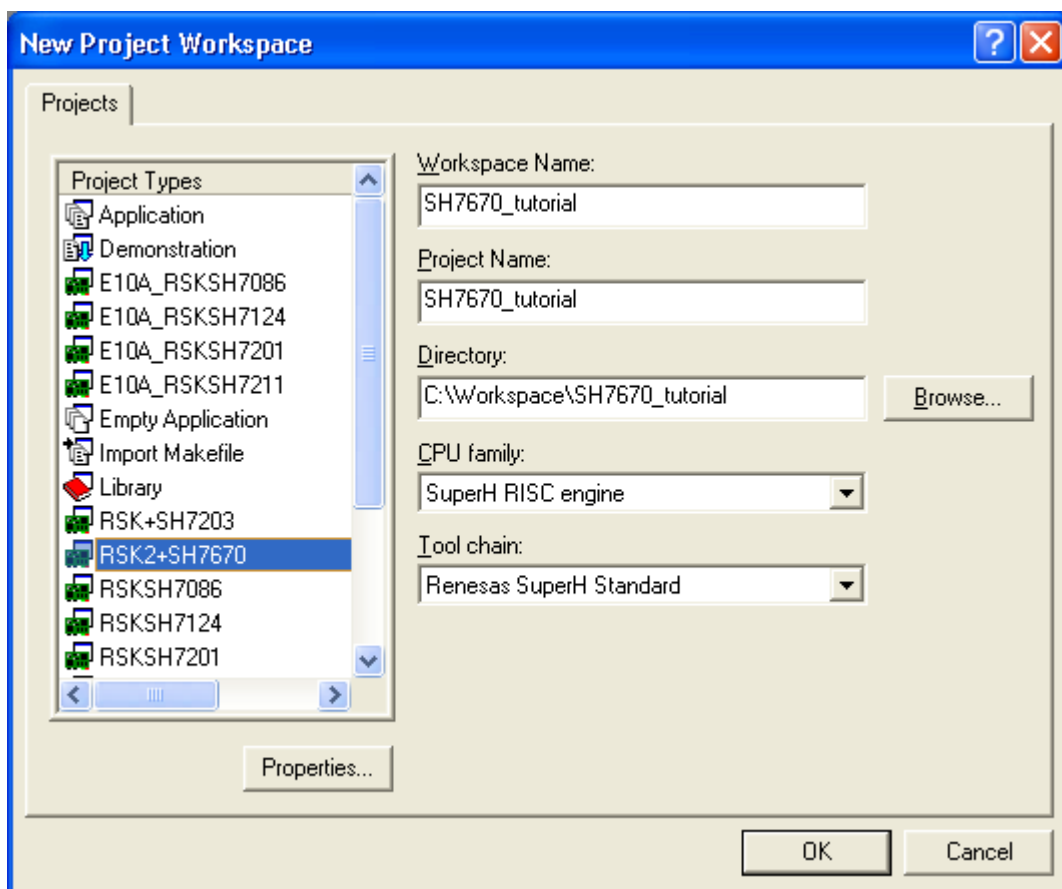 New Project Workspace
Projects
Project Types
Application
Demonstration
E10A_RSKSH7086
E10A_RSKSH7124
E10A_RSKSH7201
E10A_RSKSH7211
Empty Application
Import Makefile
Library
RSK+SH7203
RSK2+SH7670
RSKSH7086
RSKSH7124
RSKSH7201
Properties...
Workspace Name:
SH7670_tutorial
Project Name:
SH7670_tutorial
Directory:
C:\Workspace\SH7670_tutorial
Browse...
CPU family:
SuperH RISC engine
Tool chain:
Renesas SuperH Standard
OK
Cancel